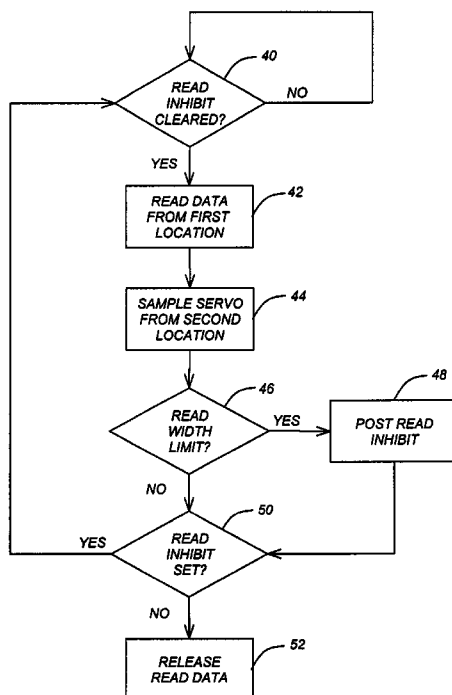 40
READ
INHIBIT
CLEARED?
NO
YES
READ DATA
FROM FIRST
LOCATION
42
SAMPLE SERVO
FROM SECOND
LOCATION
44
46
READ
WIDTH
LIMIT?
YES
48
POST READ
INHIBIT
NO
50
YES
READ
INHIBIT
SET?
NO
52
RELEASE
READ DATA